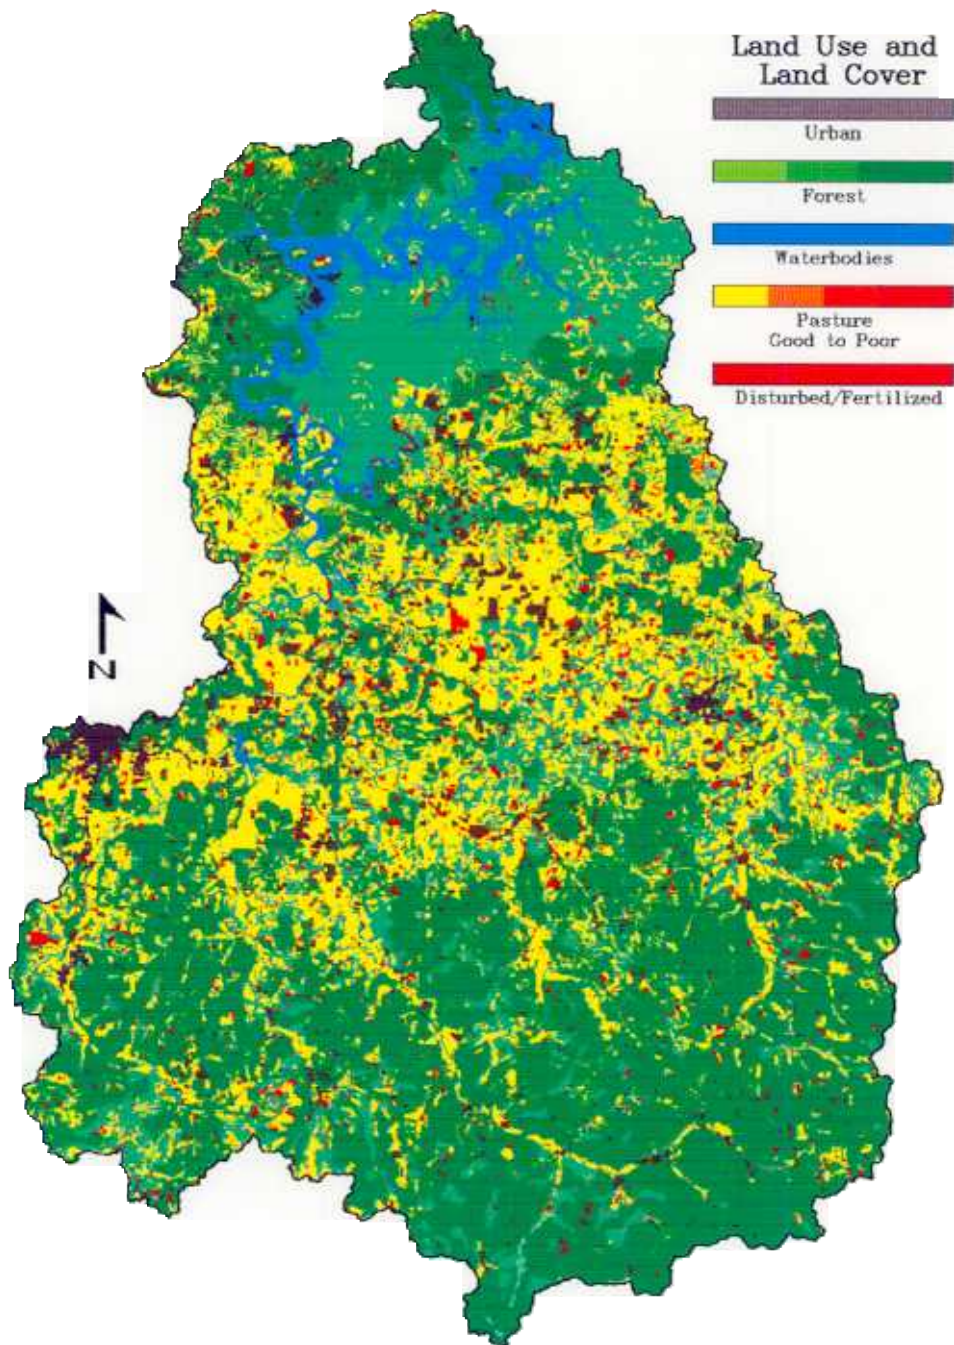 Land Use and
Land Cover
Urban
Forest
Waterbodies
Pasture
Good to Poor
Disturbed/Fertilized
N